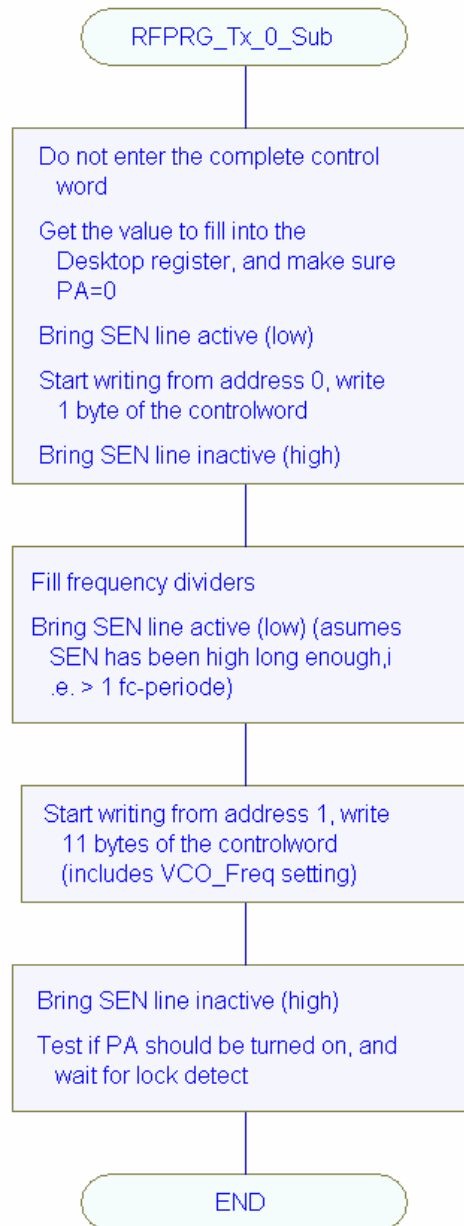 RFPRG_Tx_0_Sub
Do not enter the complete control
word
Get the value to fill into the
Desktop register, and make sure
PA=0
Bring SEN line active (low)
Start writing from address 0, write
1 byte of the controlword
Bring SEN line inactive (high)
Fill frequency dividers
Bring SEN line active (low) (asumes
SEN has been high long enough,i
.e. > 1 fc-periode)
Start writing from address 1, write
11 bytes of the controlword
(includes VCO_Freq setting)
Bring SEN line inactive (high)
Test if PA should be turned on, and
wait for lock detect
END